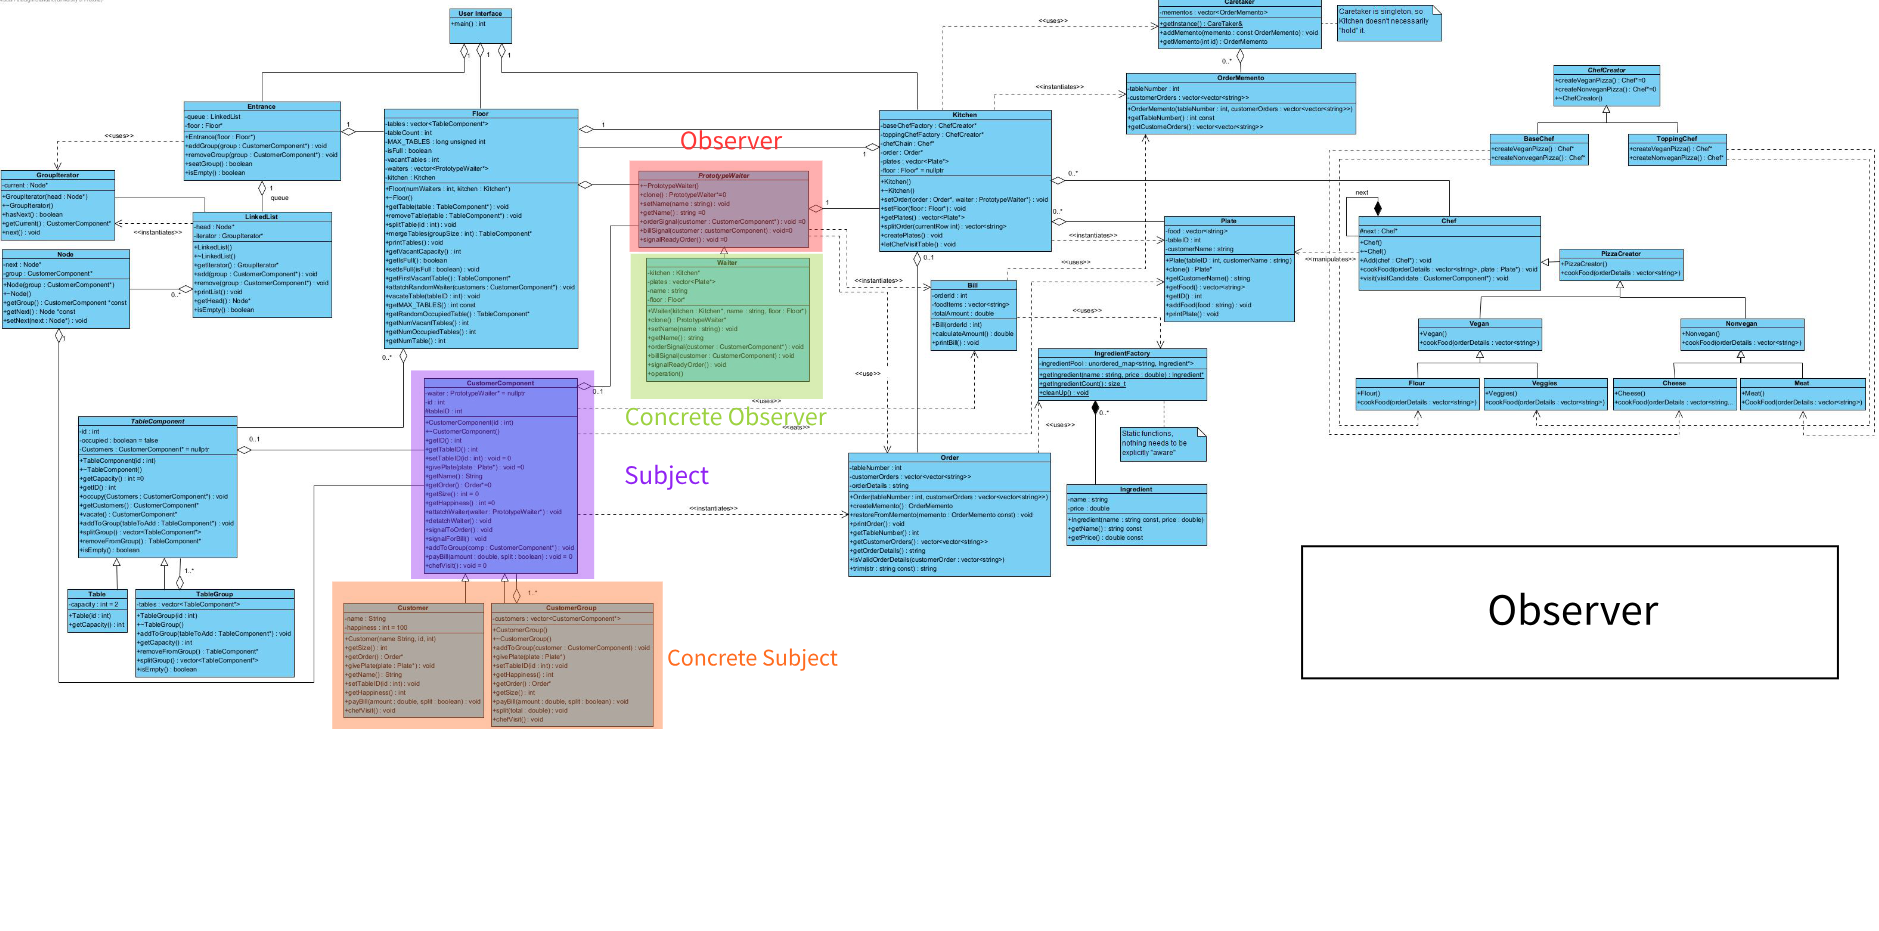 User Interface
+main() : int
Caretaker
-mementos : vector<OrderMemento>
+getInstance() : CareTaker&
+addMemento(memento : const OrderMemento) : void
+getMemento(int id) : OrderMemento
Caretaker is singleton, so
Kitchen doesn't necessarily
"hold" it.
<<uses>>
0..*
OrderMemento
-tableNumber : int
-customerOrders : vector<vector<string>>
+OrderMemento(tableNumber : int, customerOrders : vector<vector<string>>)
+getTableNumber() : int const
+getCustomeOrders() : vector<vector<string>>
<<instantiates>>
ChefCreator
+createVeganPizza() : Chef*=0
+createNonveganPizza() : Chef*=0
+~ChefCreator()
BaseChef
+createVeganPizza() : Chef*
+createNonveganPizza() : Chef*
ToppingChef
+createVeganPizza() : Chef*
+createNonveganPizza() : Chef*
1
1
1
Entrance
-queue : LinkedList
-floor : Floor*
+Entrance(floor : Floor*)
+addGroup(group : CustomerComponent*) : void
+removeGroup(group : CustomerComponent*) : void
+seatGroup() : boolean
+isEmpty() : boolean
<<uses>>
1
1
queue
GroupIterator
-current : Node*
+GroupIterator(head : Node*)
+~GroupIterator()
+hasNext() : boolean
+getCurrent() : CustomerComponent*
+next() : void
<<instantiates>>
LinkedList
-head : Node*
-iterator : GroupIterator*
+LinkedList()
+~LinkedList()
+getIterator() : GroupIterator*
+add(group : CustomerComponent*) : void
+remove(group : CustomerComponent*) : void
+printList() : void
+getHead() : Node*
+isEmpty() : boolean
Node
-next : Node*
-group : CustomerComponent*
+Node(group : CustomerComponent*)
+~Node()
+getGroup() : CustomerComponent *const
+getNext() : Node *const
+setNext(next : Node*) : void
0..*
1
Floor
-tables : vector<TableComponent*>
-tableCount : int
-MAX_TABLES : long unsigned int
-isFull : boolean
-vacantTables : int
-waiters : vector<PrototypeWaiter*>
-kitchen : Kitchen
+Floor(numWaiters : int, kitchen : Kitchen*)
+~Floor()
+getTable(table : TableComponent*) : void
+removeTable(table : TableComponent*) : void
+splitTable(id : int) : void
+mergeTables(groupSize : int) : TableComponent*
+printTables() : void
+getVacantCapacity() : int
+getIsFull() : boolean
+setIsFull(isFull : boolean) : void
+getFirstVacantTable() : TableComponent*
+attatchRandomWaiter(customers : CustomerComponent*) : void
+vacateTable(tableID : int) : void
+getMAX_TABLES() : int const
+getRandomOccupiedTable() : TableComponent*
+getNumVacantTables() : int
+getNumOccupiedTables() : int
+getNumTable() : int
1
1
0..*
Observer
PrototypeWaiter
+~PrototypeWaiter()
+clone() : PrototypeWaiter*=0
+setName(name : string) : void
+getName() : string =0
+orderSignal(customer : CustomerComponent*) : void =0
+billSignal(customer : customerComponent) : void=0
+signalReadyOrder() : void =0
1
Waiter
-kitchen : Kitchen*
-plates : vector<Plate*>
-name : string
-floor : Floor*
+Waiter(kitchen : Kitchen*, name : string, floor : Floor*)
+clone() : PrototypeWaiter*
+setName(name : string) : void
+getName() : string
+orderSignal(customer : CustomerComponent*) : void
+billSignal(customer : CustomerComponent*) : void
+signalReadyOrder() : void
+operation()
Concrete Observer
Kitchen
-baseChefFactory : ChefCreator*
-toppingChefFactory : ChefCreator*
-chefChain : Chef*
-order : Order*
-plates : vector<Plate*>
-floor : Floor* = nullptr
+Kitchen()
+~Kitchen()
+setOrder(order : Order*, waiter : PrototypeWaiter*) : void
+setFloor(floor : Floor*) : void
+getPlates() : vector<Plate*>
+splitOrder(currentRow int) : vector<string>
+createPlates() : void
+letChefVisitTable() : void
0..*
0..*
<<instantiates>>
0..1
<<uses>>
<<instantiates>>
Plate
-food : vector<string>
-tableID : int
-customerName : string
+Plate(tableID : int, customerName : string)
+clone() : Plate*
+getCustomerName() : string
+getFood() : vector<string>
+getID() : int
+addFood(food : string) : void
+printPlate() : void
<<manipulates>>
next
Chef
#next : Chef*
+Chef()
+~Chef()
+Add(chef : Chef*) : void
+cookFood(orderDetails : vector<string>, plate : Plate*) : void
+visit(visitCandidate : CustomerComponent*) : void
PizzaCreator
+PizzaCreator()
+cookFood(orderDetails : vector<string>)
Vegan
+Vegan()
+cookFood(orderDetails : vector<string>)
Nonvegan
+Nonvegan()
+cookFood(orderDetails : vector<string>)
Flour
+Flour()
+cookFood(orderDetails : vector<string>)
Veggies
+Veggies()
+cookFood(orderDetails : vector<string>)
Cheese
+Cheese()
+cookFood(orderDetails : vector<string...
Meat
+Meat()
+CookFood(orderDetails : vector<string>)
Bill
-orderId : int
-foodItems : vector<string>
-totalAmount : double
+Bill(orderId : int)
+calculateAmount() : double
+printBill() : void
<<uses>>
IngredientFactory
-ingredientPool : unordered_map<string, Ingredient*>
+getIngredient(name : string, price : double) : Ingredient*
+getIngredientCount() : size_t
+cleanUp() : void
0..*
<<uses>>
Static functions,
nothing needs to be
explicitly "aware"
Ingredient
-name : string
-price : double
+Ingredient(name : string const, price : double)
+getName() : string const
+getPrice() : double const
<<use>>
<<uses>>
<<eats>>
<<instantiates>>
Order
-tableNumber : int
-customerOrders : vector<vector<string>>
-orderDetails : string
+Order(tableNumber : int, customerOrders : vector<vector<string>>)
+createMemento() : OrderMemento
+restoreFromMemento(memento : OrderMemento const) : void
+printOrder() : void
+getTableNumber() : int
+getCustomerOrders() : vector<vector<string>>
+getOrderDetails() : string
+isValidOrderDetails(customerOrder : vector<string>)
+trim(str : string const) : string
CustomerComponent
-waiter : PrototypeWaiter* = nullptr
-id : int
#tableID : int
+CustomerComponent(id : int)
+~CustomerComponent()
+getID() : int
+getTableID() : int
+setTableID(id : int) : void = 0
+givePlate(plate : Plate*) : void =0
+getName() : String
+getOrder() : Order*=0
+getSize() : int = 0
+getHappiness() : int =0
+attatchWaiter(waiter : PrototypeWaiter*) : void
+detatchWaiter() : void
+signalToOrder() : void
+signalForBill() : void
+addToGroup(comp : CustomerComponent*) : void
+payBill(amount : double, split : boolean) : void = 0
+chefVisit() : void = 0
0..1
Subject
TableComponent
-id : int
-occupied : boolean = false
-Customers : CustomerComponent* = nullptr
+TableComponent(id : int)
+~TableComponent()
+getCapacity() : int =0
+getID() : int
+occupy(Customers : CustomerComponent*) : void
+getCustomers() : CustomerComponent*
+vacate() : CustomerComponent*
+addToGroup(tableToAdd : TableComponent*) : void
+splitGroup() : vector<TableComponent*>
+removeFromGroup() : TableComponent*
+isEmpty() : boolean
0..1
1..*
Table
-capacity : int = 2
+Table(id : int)
+getCapacity() : int
TableGroup
-tables : vector<TableComponent*>
+TableGroup(id : int)
+~TableGroup()
+addToGroup(tableToAdd : TableComponent*) : void
+getCapacity() : int
+removeFromGroup() : TableComponent*
+splitGroup() : vector<TableComponent*>
+isEmpty() : boolean
Customer
-name : String
-happiness : int = 100
+Customer(name String, id, int)
+getSize() : int
+getOrder() : Order*
+givePlate(plate : Plate*) : void
+getName() : String
+setTableID(id : int) : void
+getHappiness() : int
+payBill(amount : double, split : boolean) : void
+chefVisit() : void
1..*
CustomerGroup
-customers : vector<CustomerComponent*>
+CustomerGroup()
+~CustomerGroup()
+addToGroup(customer : CustomerComponent) : void
+givePlate(plate : Plate*)
+setTableID(id : int) : void
+getHappiness() : int
+getOrder() : Order*
+getSize() : int
+payBill(amount : double, split : boolean) : void
+split(total : double) : void
+chefVisit() : void
Concrete Subject
Observer